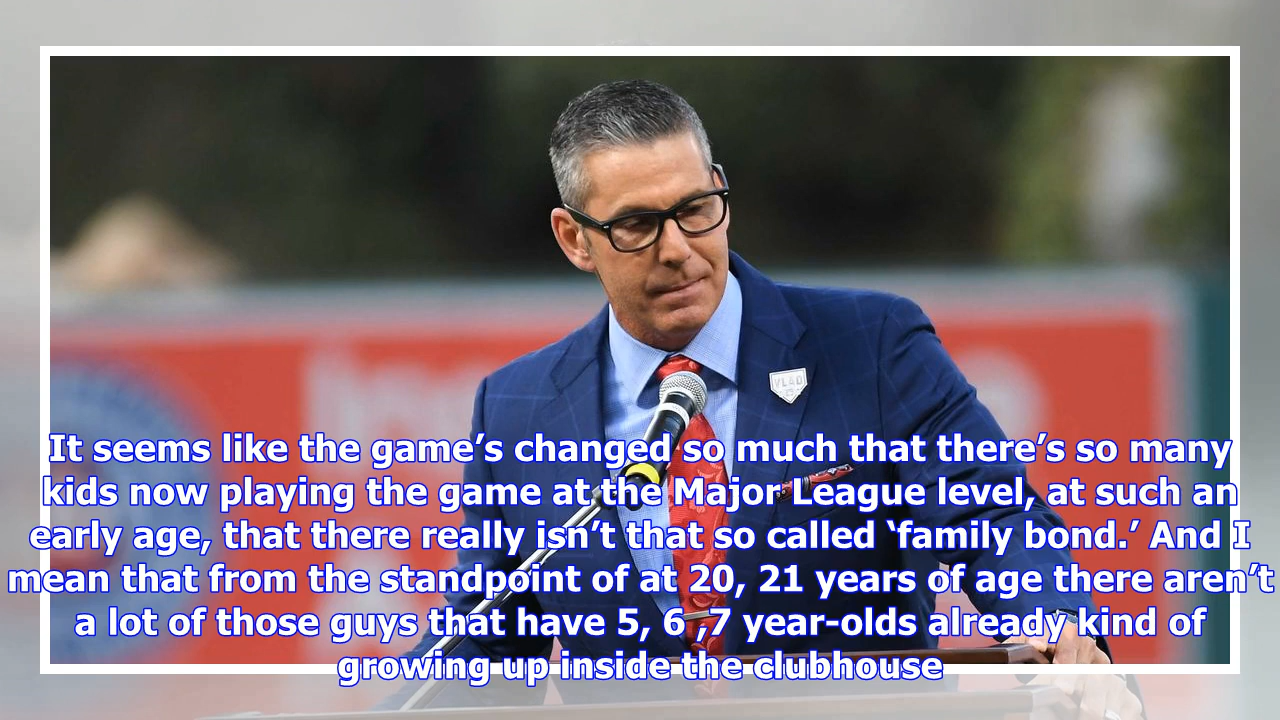 VLAD
It seems like the game’s changed so much that there’s so many
kids now playing the game at the Major League level, at such an
early age, that there really isn’t that so called ‘family bond.’ And I
mean that from the standpoint of at 20, 21 years of age there aren’t
a lot of those guys that have 5, 6 ,7 year-olds already kind of
growing up inside the clubhouse